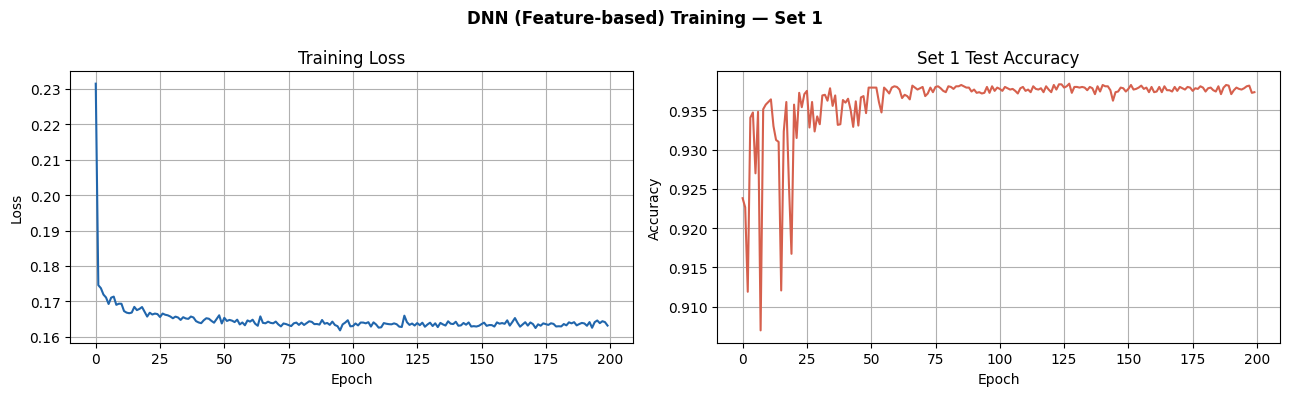 DNN (Feature-based) Training — Set 1
Training Loss
0.23
0.22
0.21
0.20
0.19
0.18
0.17
0.16
Loss
0 25 50 75 100 125 150 175 200
Epoch
Set 1 Test Accuracy
0.935
0.930
0.925
0.920
0.915
0.910
Accuracy
0 25 50 75 100 125 150 175 200
Epoch